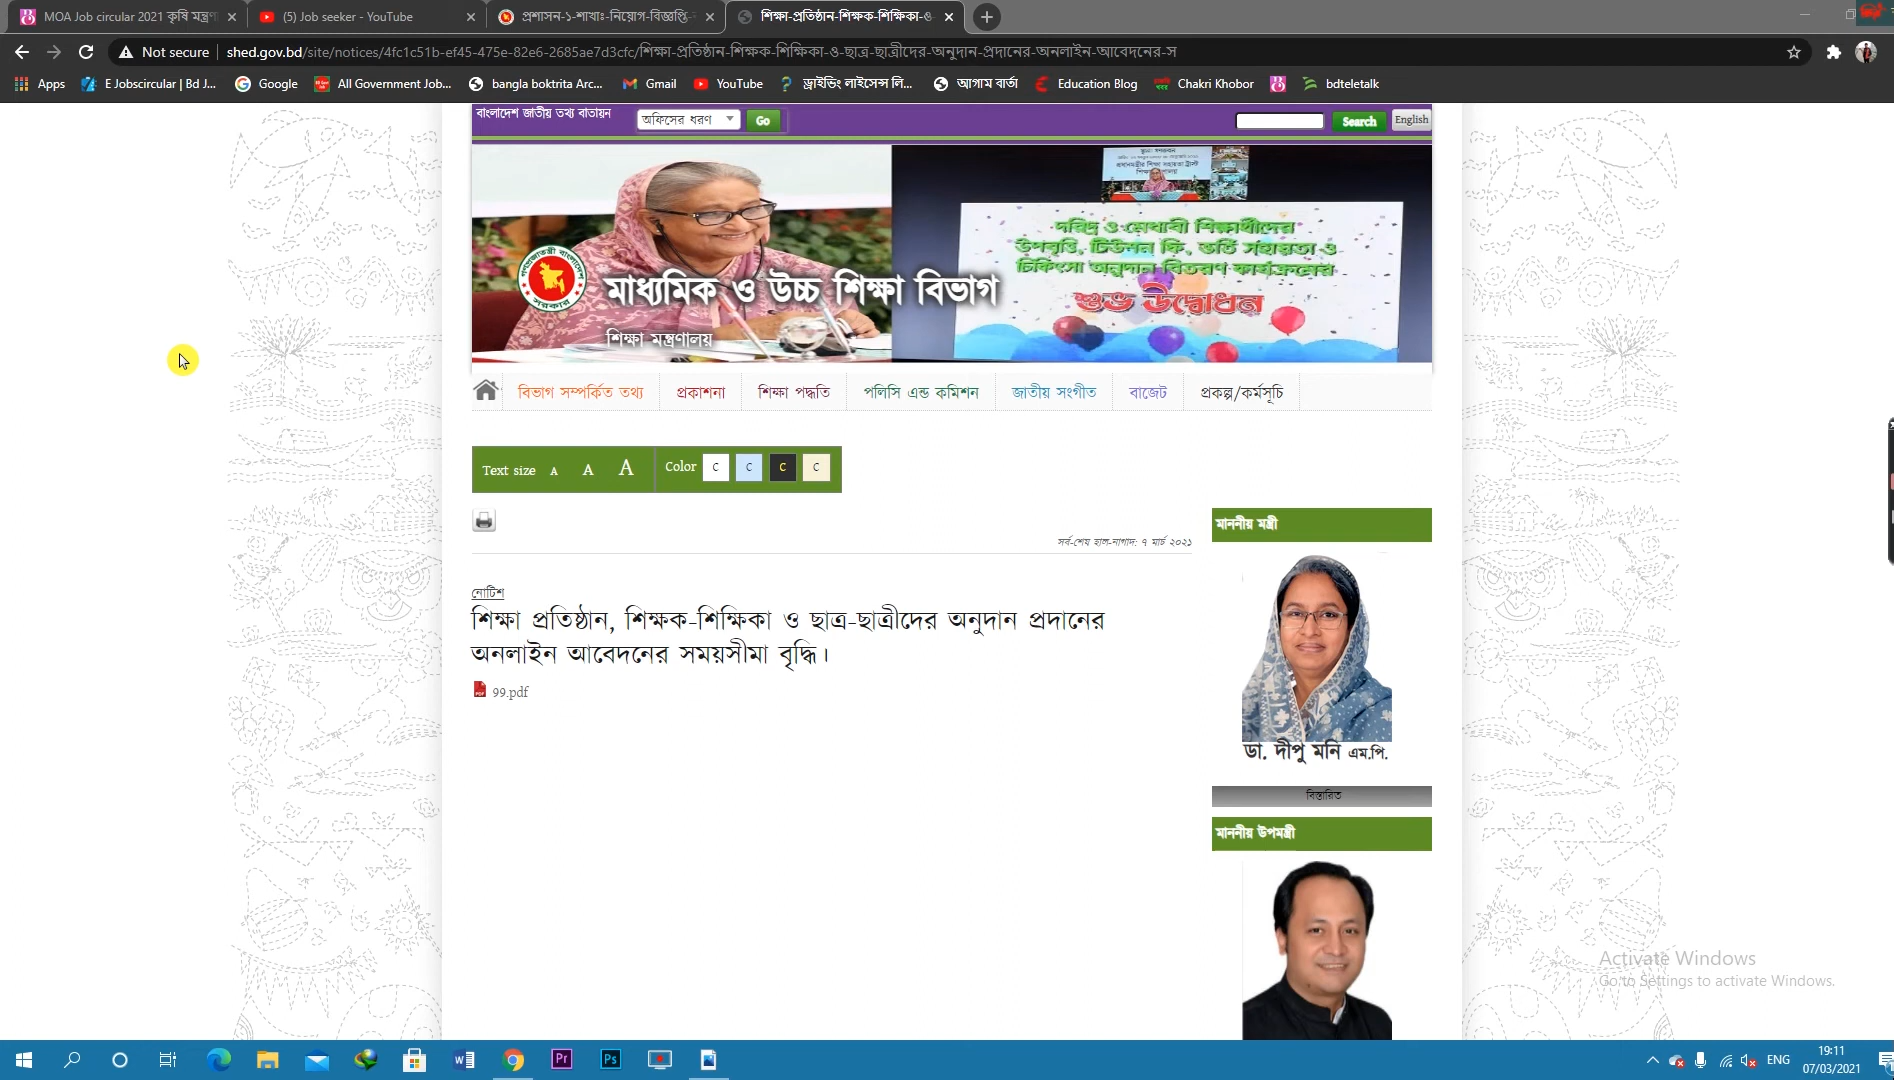 MOA Job circular 2021 কৃষি মন্ত্রণ
(5) Job seeker - YouTube
প্রশাসন-১-শাখাঃ-নিয়োগ-বিজ্ঞপ্তি-
শিক্ষা-প্রতিষ্ঠান-শিক্ষক-শিক্ষিকা-ও-
Not secure
shed.gov.bd/site/notices/4fc1c51b-ef45-475e-82e6-2685ae7d3cfc/শিক্ষা-প্রতিষ্ঠান-শিক্ষক-শিক্ষিকা-ও-ছাত্র-ছাত্রীদের-অনুদান-প্রদানের-অনলাইন-আবেদনের-স
Apps
E Jobscircular | Bd J...
Google
All Government Job...
bangla boktrita Arc...
Gmail
YouTube
ড্রাইভিং লাইসেন্স লি...
আগাম বার্তা
Education Blog
Chakri Khobor
bdteletalk
বাংলাদেশ জাতীয় তথ্য বাতায়ন
অফিসের ধরণ
Go
Search
English
দরিদ্র ও মেধাবী শিক্ষার্থীদের
উপবৃত্তি, টিউশন ফি, ভর্তি সহায়তা ও
চিকিৎসা অনুদান বিতরণ কার্যক্রমের
শুভ উদ্বোধন
মাধ্যমিক ও উচ্চ শিক্ষা বিভাগ
শিক্ষা মন্ত্রণালয়
বিভাগ সম্পর্কিত তথ্য
প্রকাশনা
শিক্ষা পদ্ধতি
পলিসি এন্ড কমিশন
জাতীয় সংগীত
বাজেট
প্রকল্প/কর্মসূচি
Text size A A A
Color C C C C
সর্ব-শেষ হাল-নাগাদ: ৭ মার্চ ২০২১
নোটিশ
শিক্ষা প্রতিষ্ঠান, শিক্ষক-শিক্ষিকা ও ছাত্র-ছাত্রীদের অনুদান প্রদানের
অনলাইন আবেদনের সময়সীমা বৃদ্ধি।
99.pdf
মাননীয় মন্ত্রী
ডা. দীপু মনি এম.পি.
বিস্তারিত
মাননীয় উপমন্ত্রী
Activate Windows
Go to Settings to activate Windows.
ENG
19:11
07/03/2021